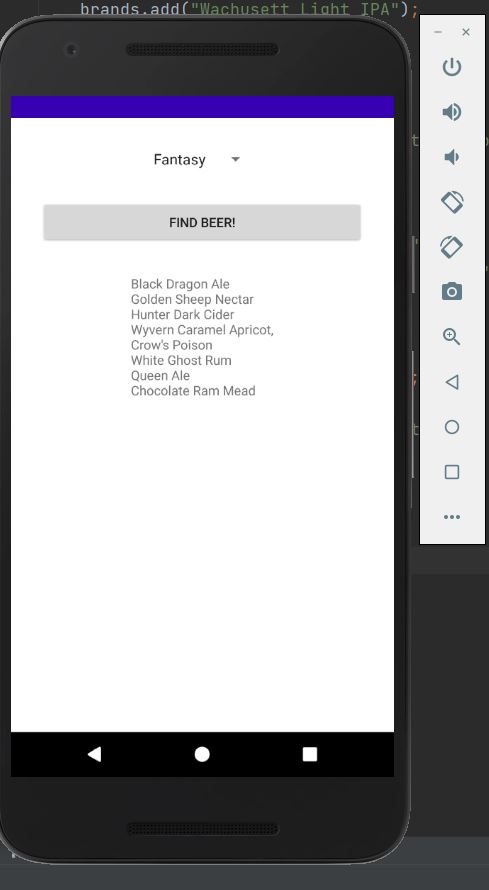 brands.add("Wachusett Light IPA");
Fantasy
FIND BEER!
Black Dragon Ale
Golden Sheep Nectar
Hunter Dark Cider
Wyvern Caramel Apricot,
Crow's Poison
White Ghost Rum
Queen Ale
Chocolate Ram Mead